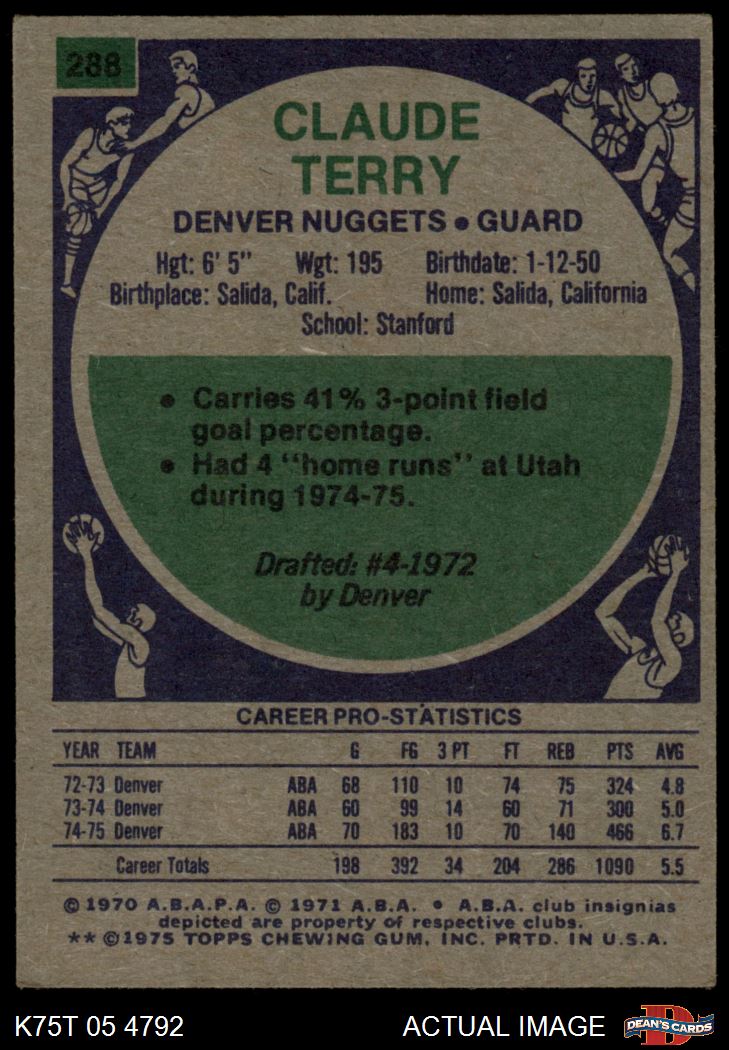 288
CLAUDE
TERRY
DENVER NUGGETS • GUARD
Hgt: 6' 5" Wgt: 195 Birthdate: 1-12-50
Birthplace: Salida, Calif. Home: Salida, California
School: Stanford
• Carries 41% 3-point field
goal percentage.
• Had 4 "home runs" at Utah
during 1974-75.
Drafted: #4-1972
by Denver
CAREER PRO-STATISTICS
YEAR TEAM G FG 3 PT FT REB PTS AVG
72-73 Denver ABA 68 110 10 74 75 324 4.8
73-74 Denver ABA 60 99 14 60 71 300 5.0
74-75 Denver ABA 70 183 10 70 140 466 6.7
Career Totals 198 392 34 204 286 1090 5.5
© 1970 A.B.A.P.A. © 1971 A.B.A. • A.B.A. club insignias
depicted are property of respective clubs.
** ©1975 TOPPS CHEWING GUM, INC. PRTD. IN U.S.A.
K75T 05 4792 ACTUAL IMAGE DEAN'S CARDS